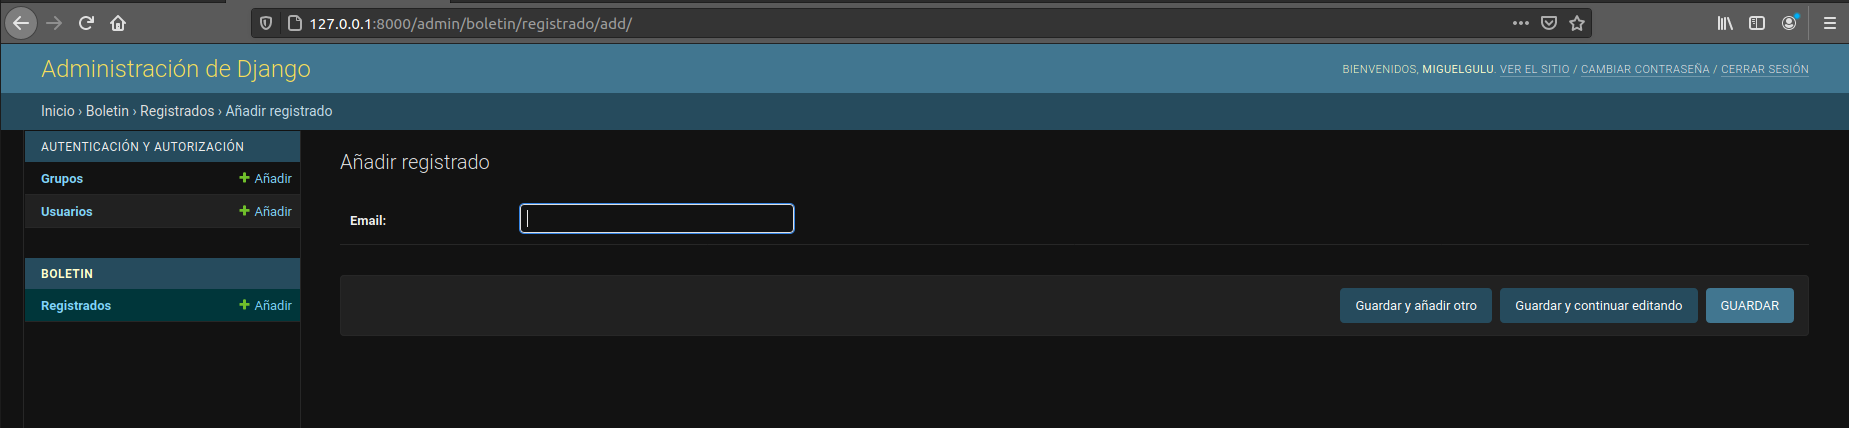 127.0.0.1:8000/admin/boletin/registrado/add/
Administración de Django
BIENVENIDOS, MIGUELGULU. VER EL SITIO / CAMBIAR CONTRASEÑA / CERRAR SESIÓN
Inicio › Boletin › Registrados › Añadir registrado
AUTENTICACIÓN Y AUTORIZACIÓN
Grupos + Añadir
Usuarios + Añadir
BOLETIN
Registrados + Añadir
Añadir registrado
Email:
Guardar y añadir otro
Guardar y continuar editando
GUARDAR